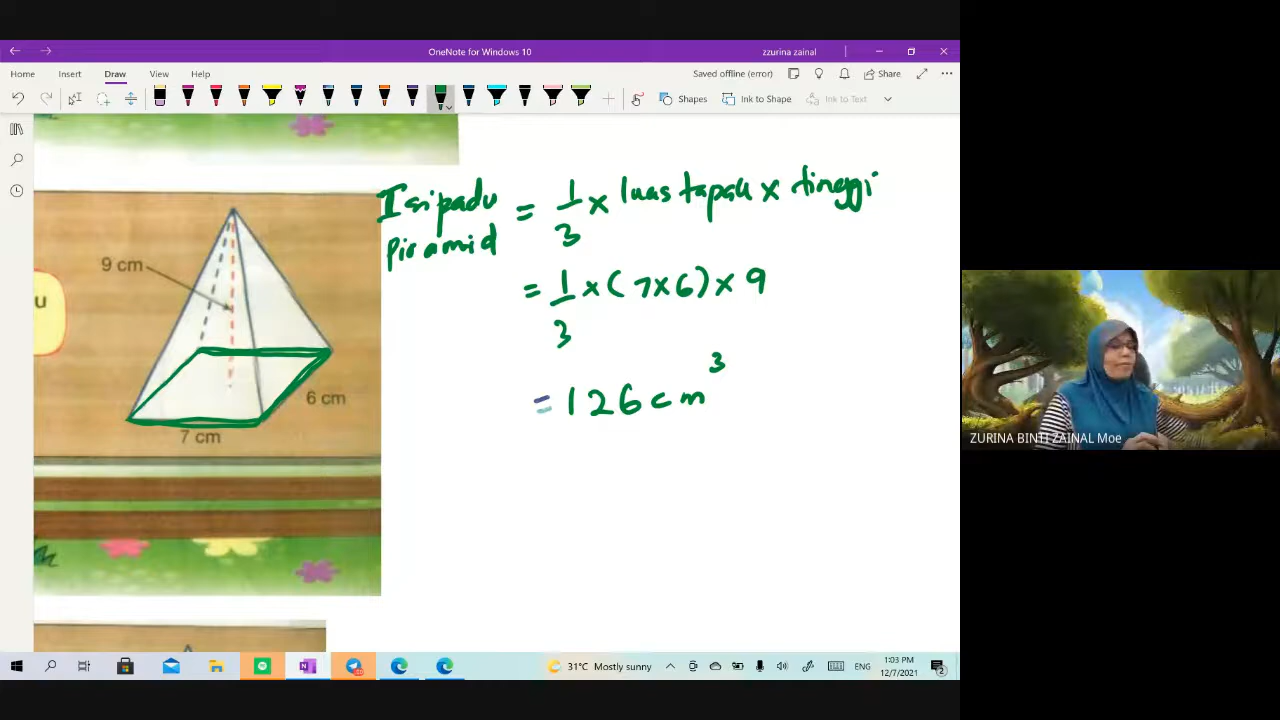 OneNote for Windows 10
zzurina zainal
Home Insert Draw View Help
Saved offline (error)
Share
Shapes
Ink to Shape
Ink to Text
Isipadu piramid = 1/3 x luas tapak x tinggi
= 1/3 x (7x6) x 9
= 126 cm³
9 cm
u
6 cm
7 cm
ZURINA BINTI ZAINAL Moe
31°C Mostly sunny
ENG
1:03 PM
12/7/2021
2